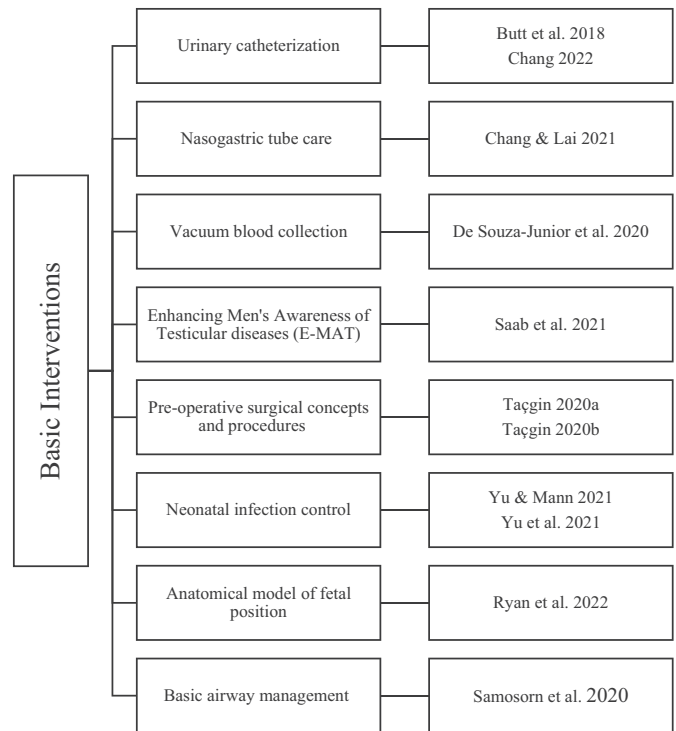 Basic Interventions
Urinary catheterization
Butt et al. 2018
Chang 2022
Nasogastric tube care
Chang & Lai 2021
Vacuum blood collection
De Souza-Junior et al. 2020
Enhancing Men's Awareness of
Testicular diseases (E-MAT)
Saab et al. 2021
Pre-operative surgical concepts
and procedures
Taçgin 2020a
Taçgin 2020b
Neonatal infection control
Yu & Mann 2021
Yu et al. 2021
Anatomical model of fetal
position
Ryan et al. 2022
Basic airway management
Samosorn et al. 2020